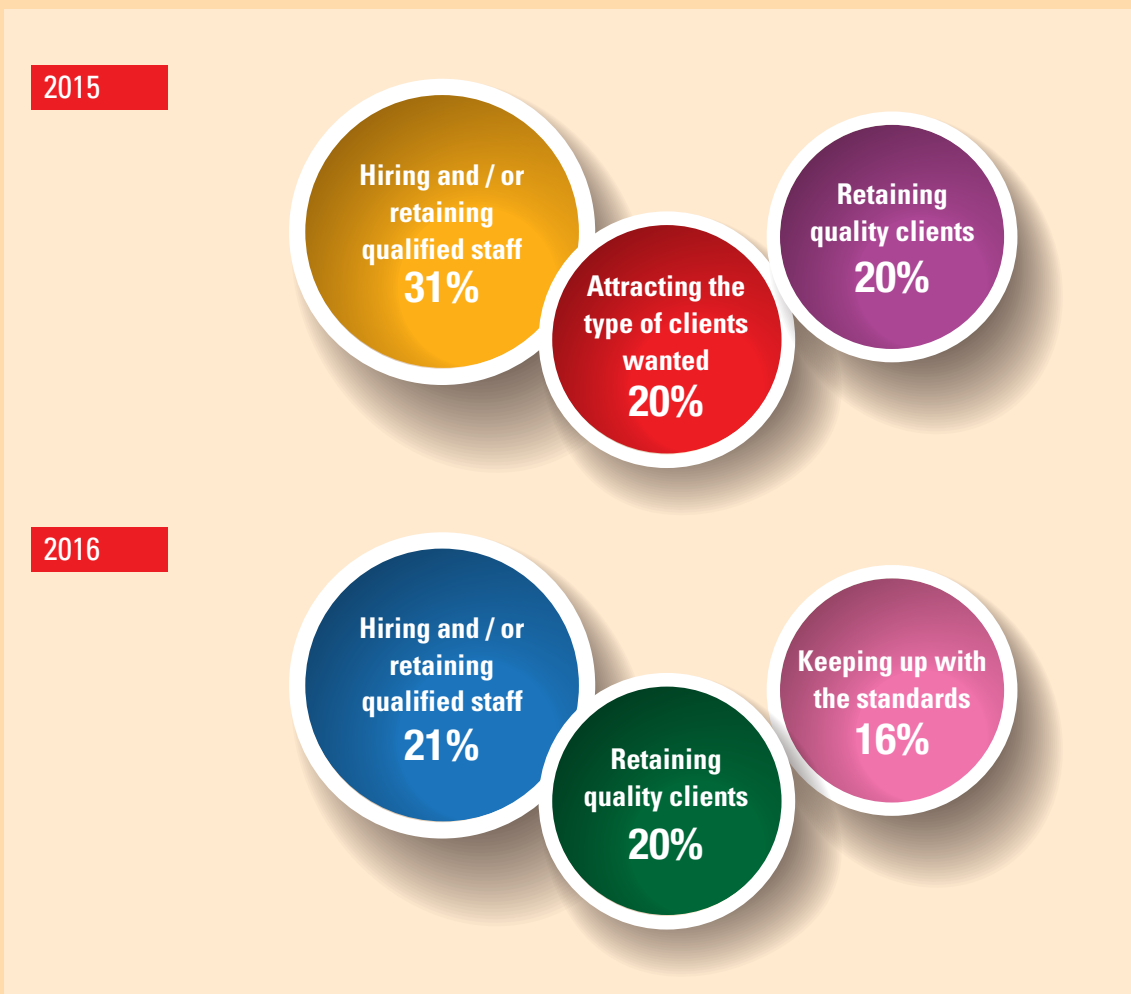 2015
Hiring and / or
retaining
qualified staff
31%
Attracting the
type of clients
wanted
20%
Retaining
quality clients
20%
2016
Hiring and / or
retaining
qualified staff
21%
Retaining
quality clients
20%
Keeping up with
the standards
16%